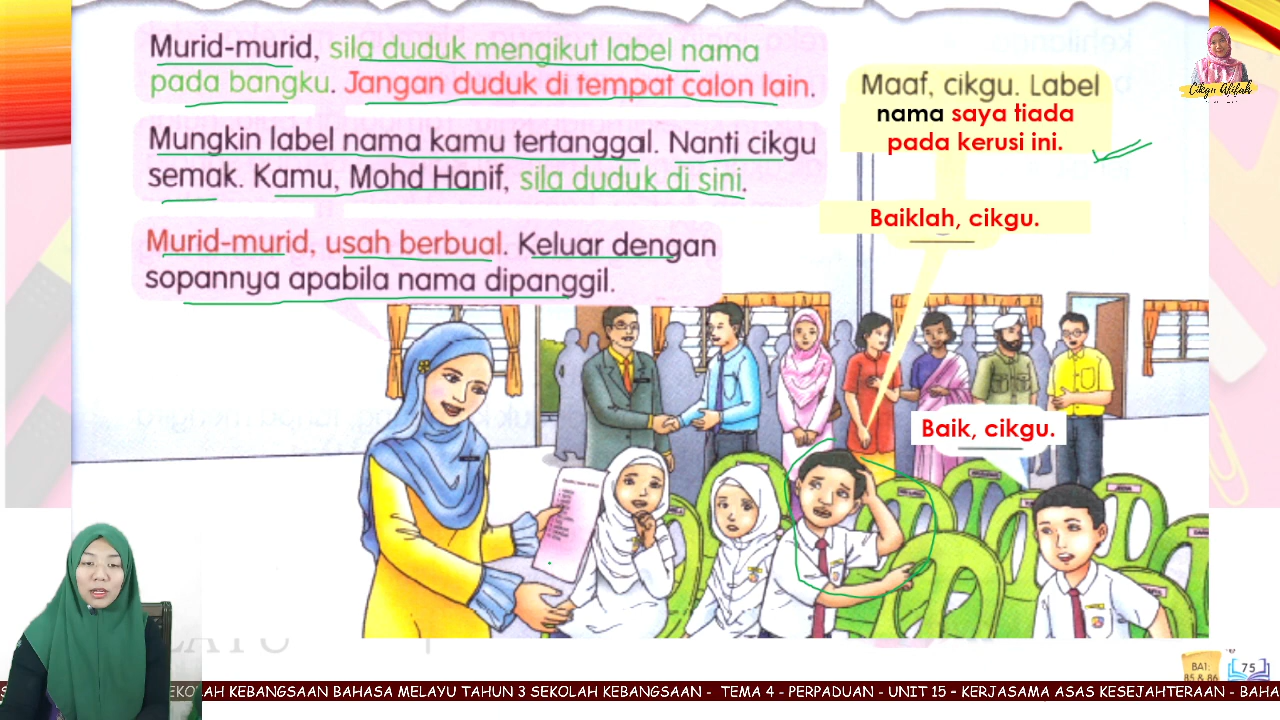 Murid-murid, sila duduk mengikut label nama
pada bangku. Jangan duduk di tempat calon lain.
Maaf, cikgu. Label
nama saya tiada
pada kerusi ini.
Mungkin label nama kamu tertanggal. Nanti cikgu
semak. Kamu, Mohd Hanif, sila duduk di sini.
Baiklah, cikgu.
Murid-murid, usah berbual. Keluar dengan
sopannya apabila nama dipanggil.
Baik, cikgu.
Cikgu Afifah
BA1:
85 & 86
75
LAH KEBANGSAAN BAHASA MELAYU TAHUN 3 SEKOLAH KEBANGSAAN - TEMA 4 - PERPADUAN - UNIT 15 - KERJASAMA ASAS KESEJAHTERAAN - BAHA